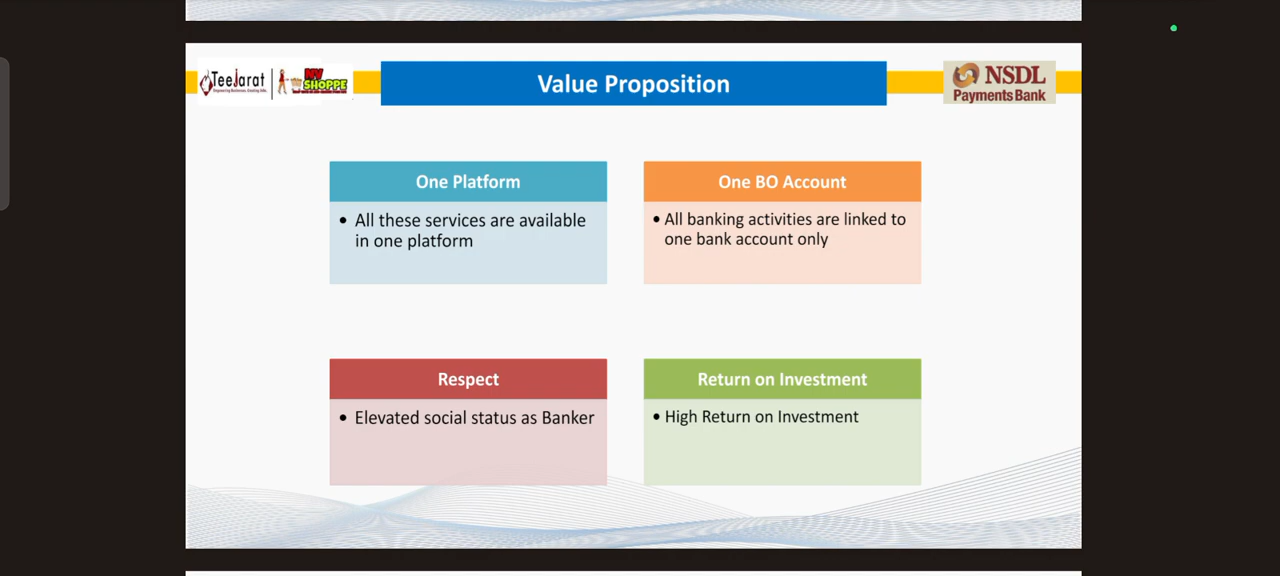 Teejarat
MY
SHOPPE
Value Proposition
NSDL
Payments Bank
One Platform
• All these services are available
in one platform
One BO Account
• All banking activities are linked to
one bank account only
Respect
• Elevated social status as Banker
Return on Investment
• High Return on Investment